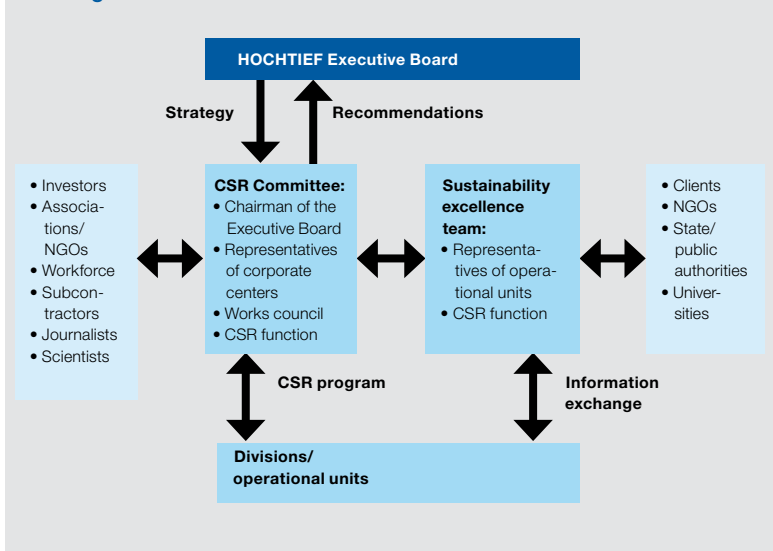 HOCHTIEF Executive Board
Strategy
Recommendations
• Investors
• Associa-
tions/
NGOs
• Workforce
• Subcon-
tractors
• Journalists
• Scientists
CSR Committee:
• Chairman of the
Executive Board
• Representatives
of corporate
centers
• Works council
• CSR function
Sustainability
excellence
team:
• Representa-
tives of opera-
tional units
• CSR function
• Clients
• NGOs
• State/
public
authorities
• Univer-
sities
CSR program
Information
exchange
Divisions/
operational units